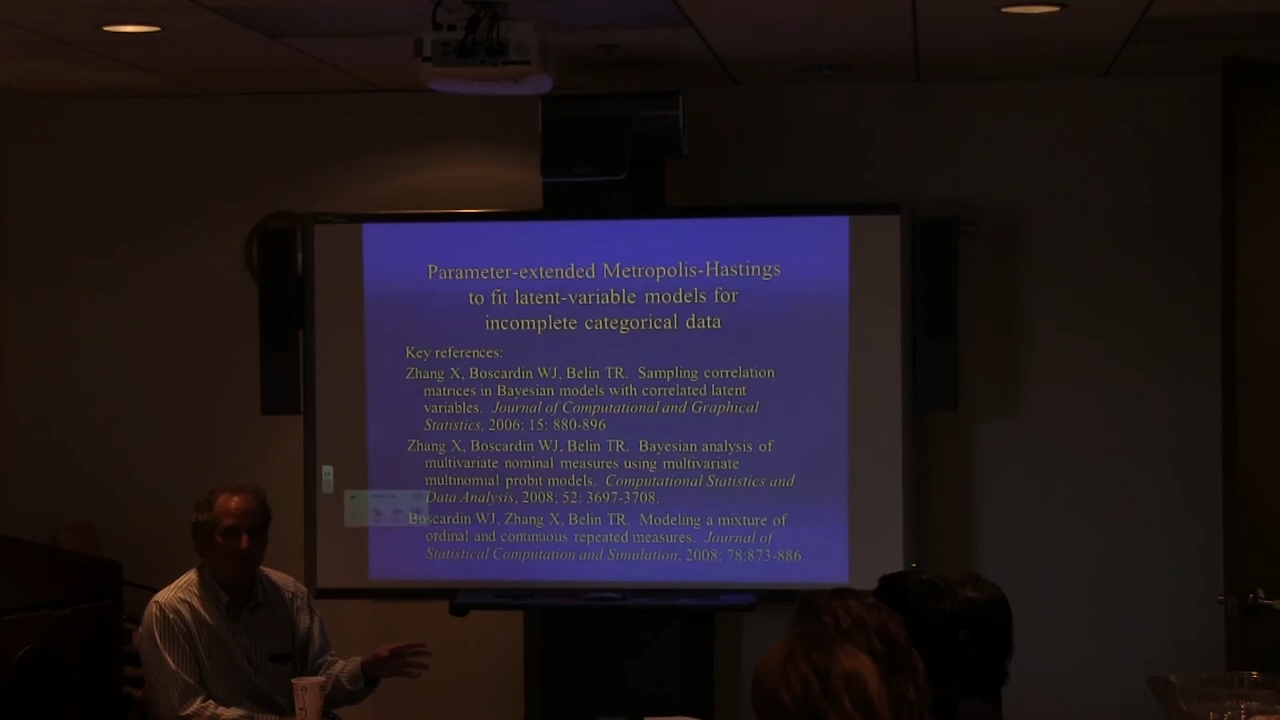 Parameter-extended Metropolis-Hastings
to fit latent-variable models for
incomplete categorical data
Key references:
Zhang X, Boscardin WJ, Belin TR. Sampling correlation
matrices in Bayesian models with correlated latent
variables. Journal of Computational and Graphical
Statistics, 2006; 15: 880-896
Zhang X, Boscardin WJ, Belin TR. Bayesian analysis of
multivariate nominal measures using multivariate
multinomial probit models. Computational Statistics and
Data Analysis, 2008; 52: 3697-3708.
Boscardin WJ, Zhang X, Belin TR. Modeling a mixture of
ordinal and continuous repeated measures. Journal of
Statistical Computation and Simulation, 2008; 78:873-886.